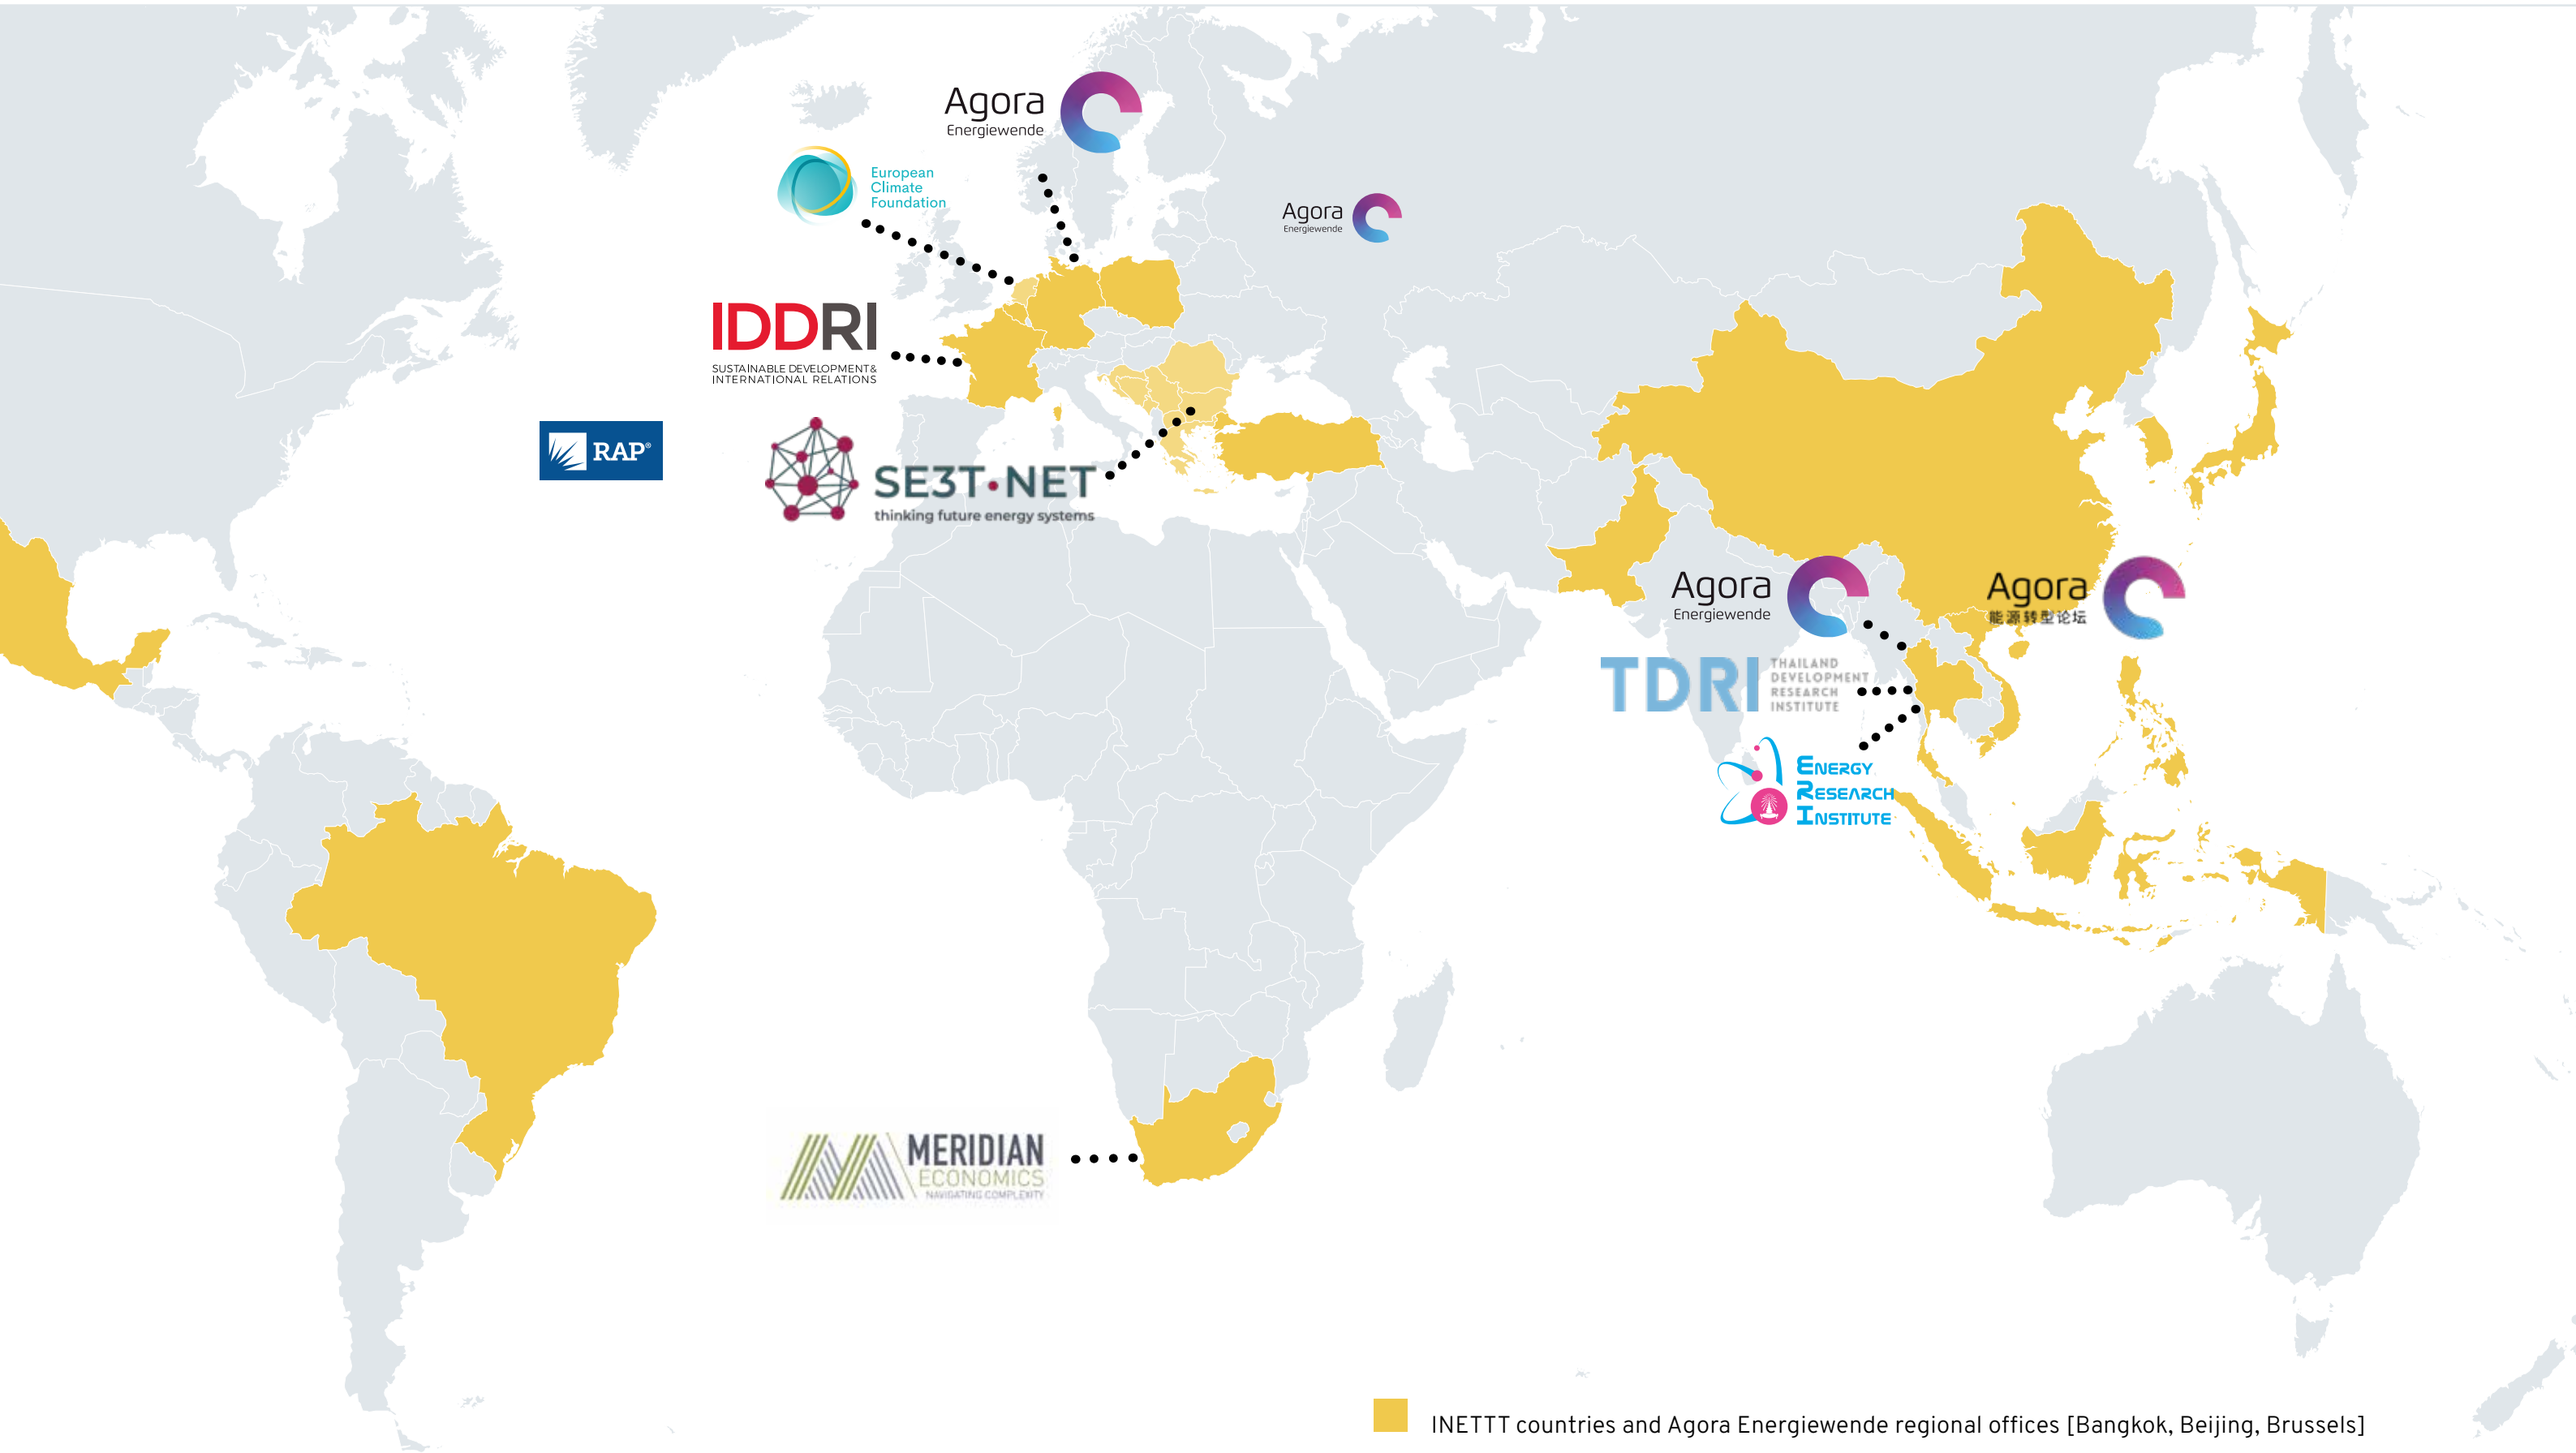 Agora
Energiewende
European
Climate
Foundation
Agora
Energiewende
IDDRI
SUSTAINABLE DEVELOPMENT &
INTERNATIONAL RELATIONS
RAP®
SE3T•NET
thinking future energy systems
Agora
Energiewende
Agora
能源转型论坛
TDRI
THAILAND
DEVELOPMENT
RESEARCH
INSTITUTE
ENERGY
RESEARCH
INSTITUTE
MERIDIAN
ECONOMICS
NAVIGATING COMPLEXITY
INETTT countries and Agora Energiewende regional offices [Bangkok, Beijing, Brussels]